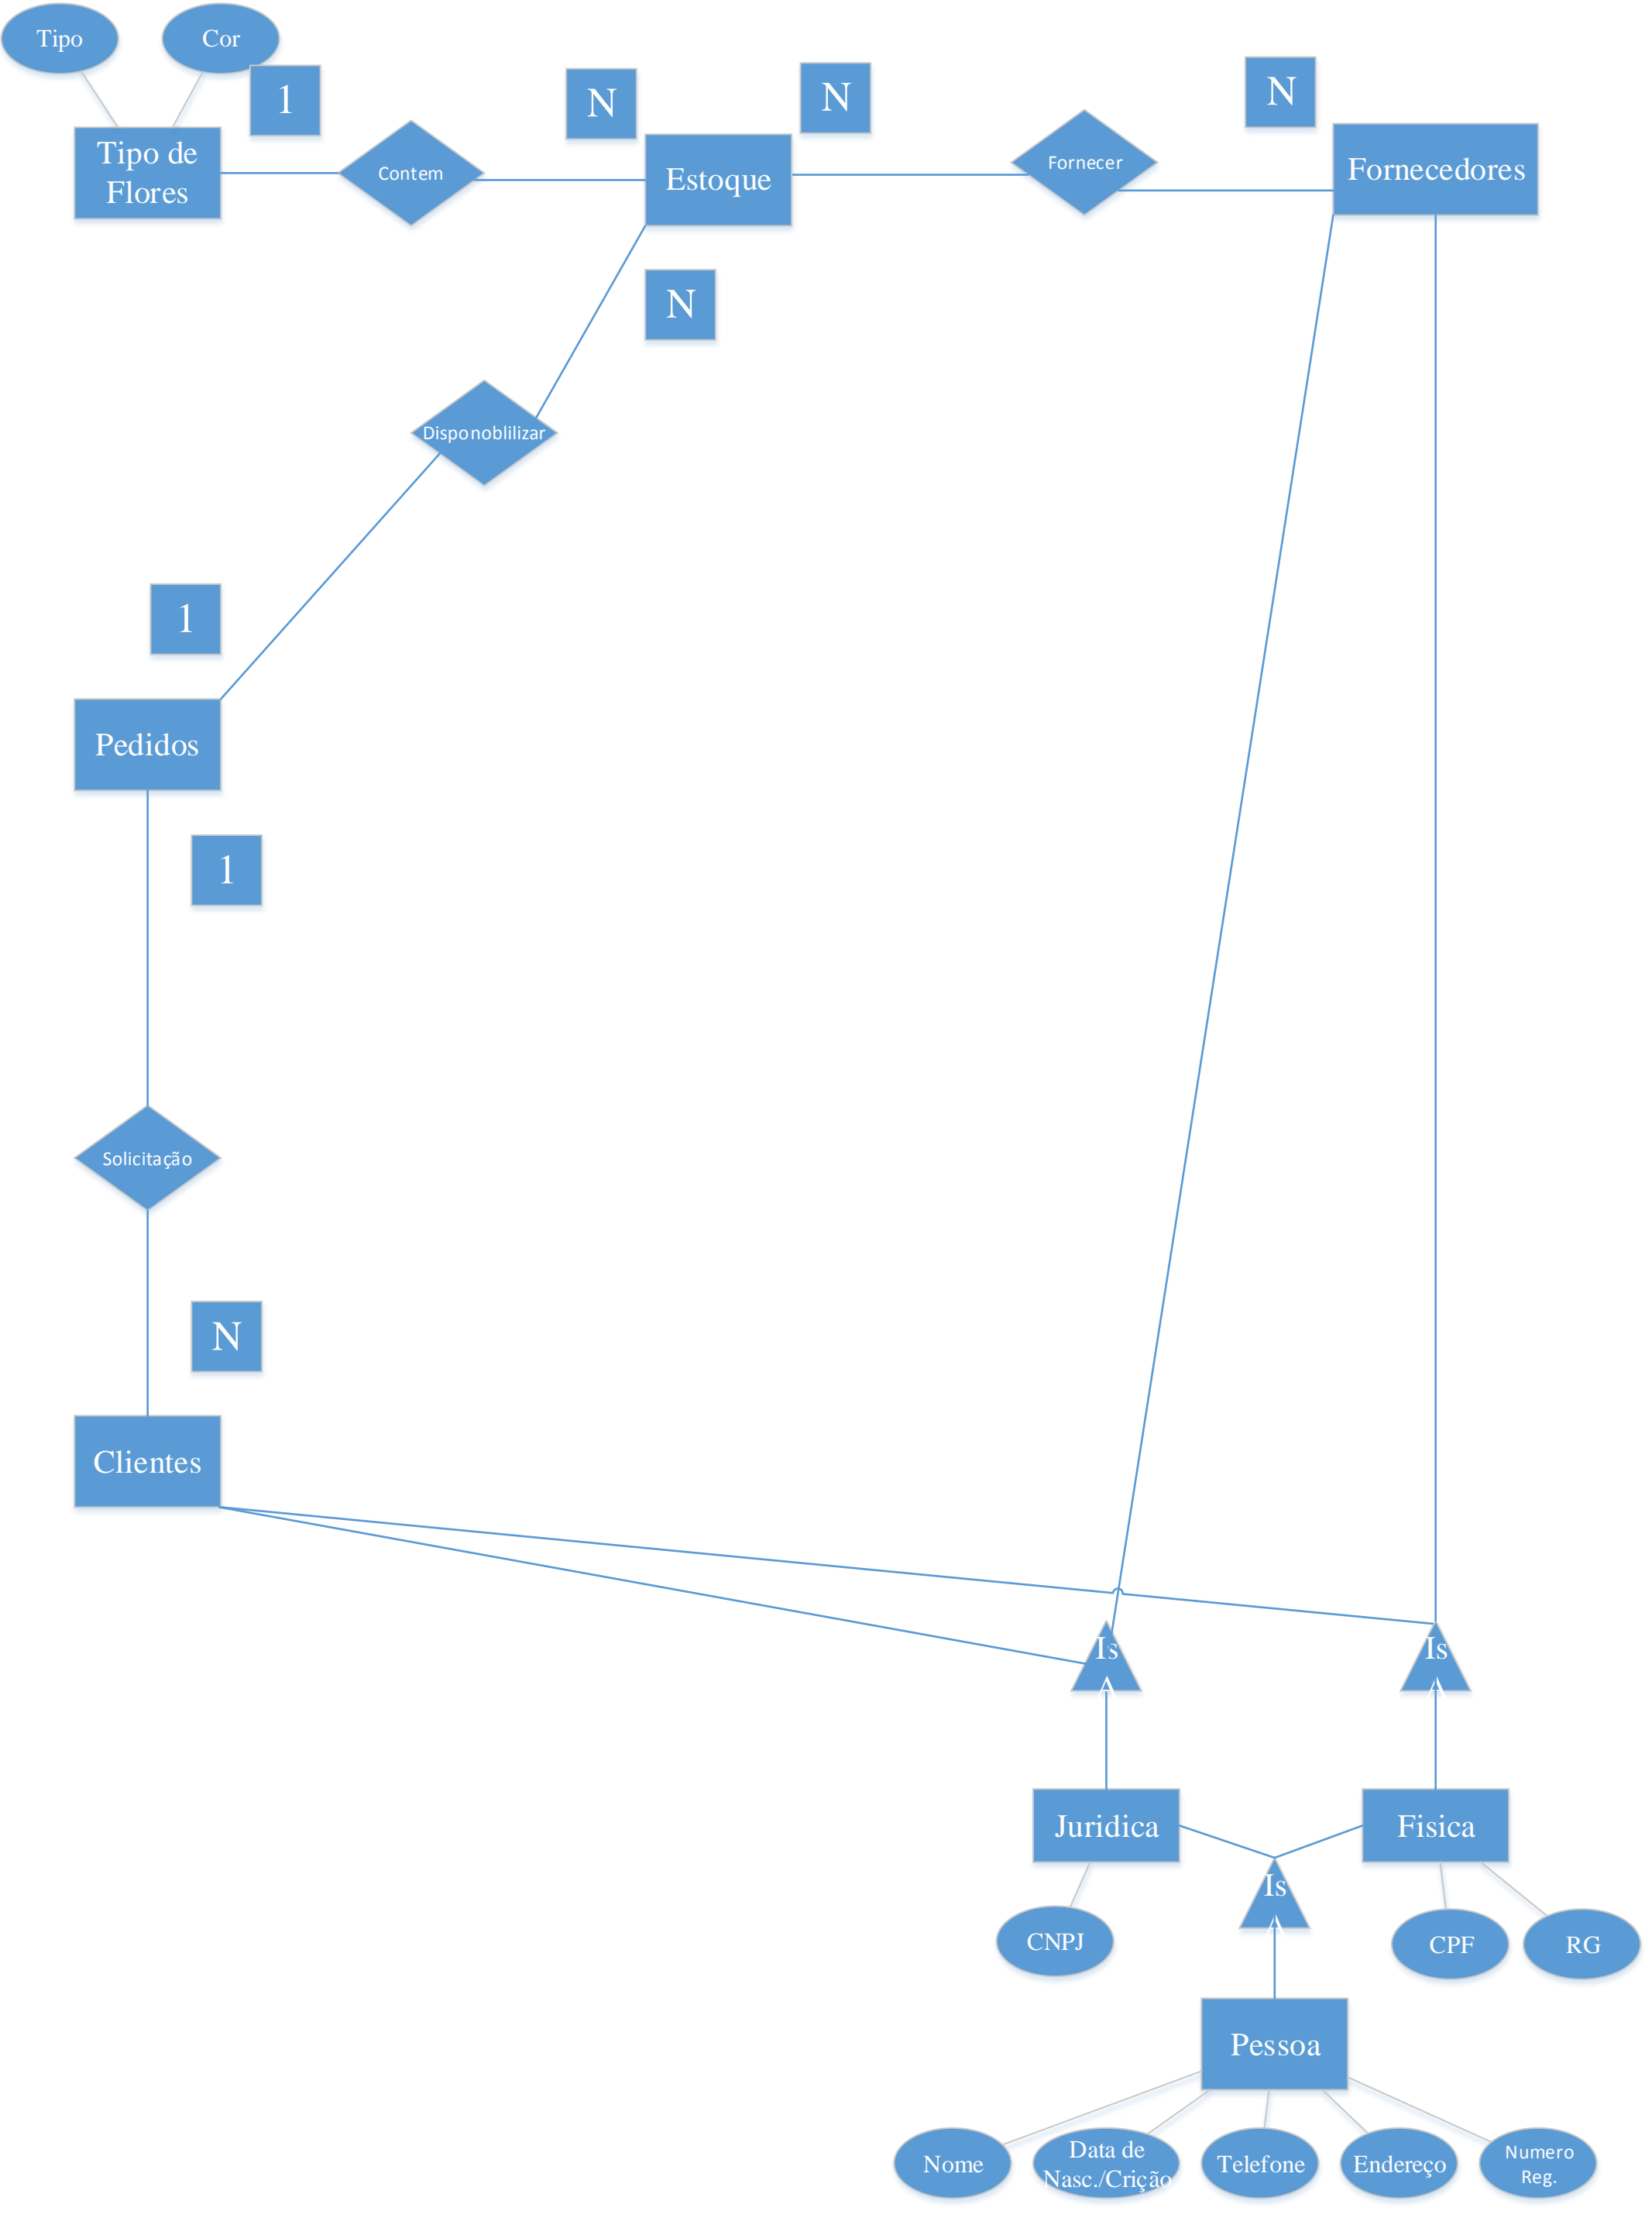 Tipo
Cor
1
N
N
N
Tipo de
Flores
Contem
Estoque
Fornecer
Fornecedores
N
Disponoblilizar
1
Pedidos
1
Solicitação
N
Clientes
Is
A
Is
A
Juridica
Fisica
Is
A
CNPJ
CPF
RG
Pessoa
Nome
Data de
Nasc./Crição
Telefone
Endereço
Numero
Reg.